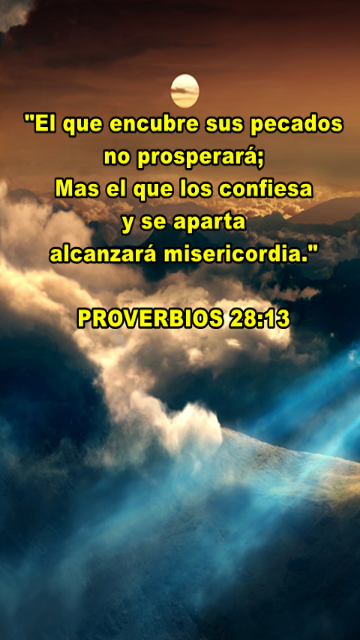 "El que encubre sus pecados
no prosperará;
Mas el que los confiesa
y se aparta
alcanzará misericordia."
PROVERBIOS 28:13